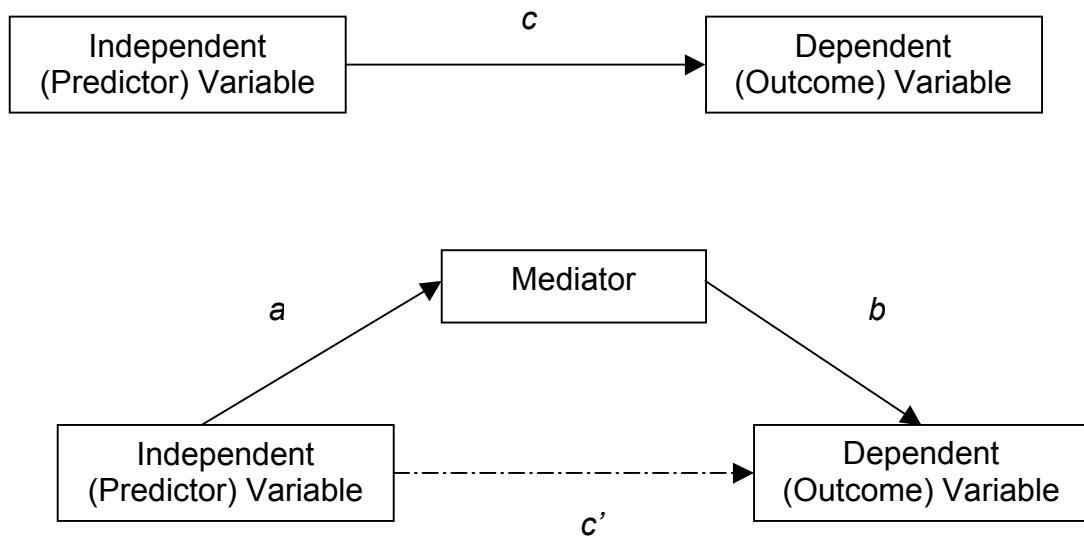 c
Independent
(Predictor) Variable
Dependent
(Outcome) Variable
Mediator
a
b
Independent
(Predictor) Variable
Dependent
(Outcome) Variable
c’